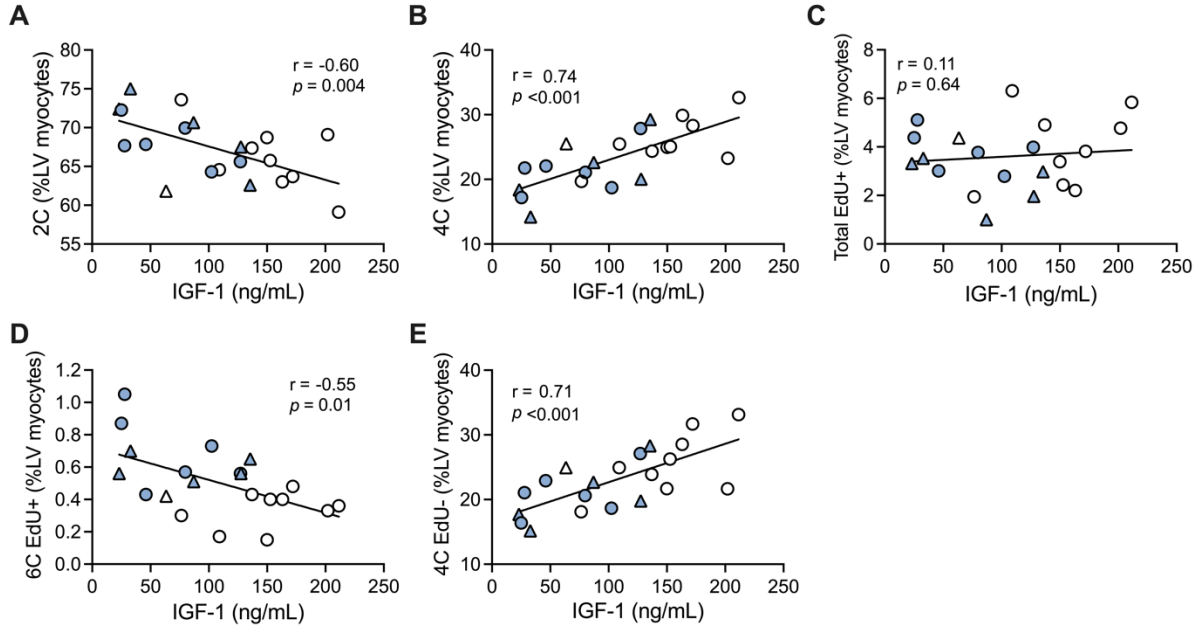 A
r = -0.60
p = 0.004
2C (%LV myocytes)
80
75
70
65
60
55
0 50 100 150 200 250
IGF-1 (ng/mL)
B
r = 0.74
p <0.001
4C (%LV myocytes)
40
30
20
10
0 50 100 150 200 250
IGF-1 (ng/mL)
C
r = 0.11
p = 0.64
Total EdU+ (%LV myocytes)
8
6
4
2
0
0 50 100 150 200 250
IGF-1 (ng/mL)
D
r = -0.55
p = 0.01
6C EdU+ (%LV myocytes)
1.2
1.0
0.8
0.6
0.4
0.2
0.0
0 50 100 150 200 250
IGF-1 (ng/mL)
E
r = 0.71
p <0.001
4C EdU- (%LV myocytes)
40
30
20
10
0 50 100 150 200 250
IGF-1 (ng/mL)